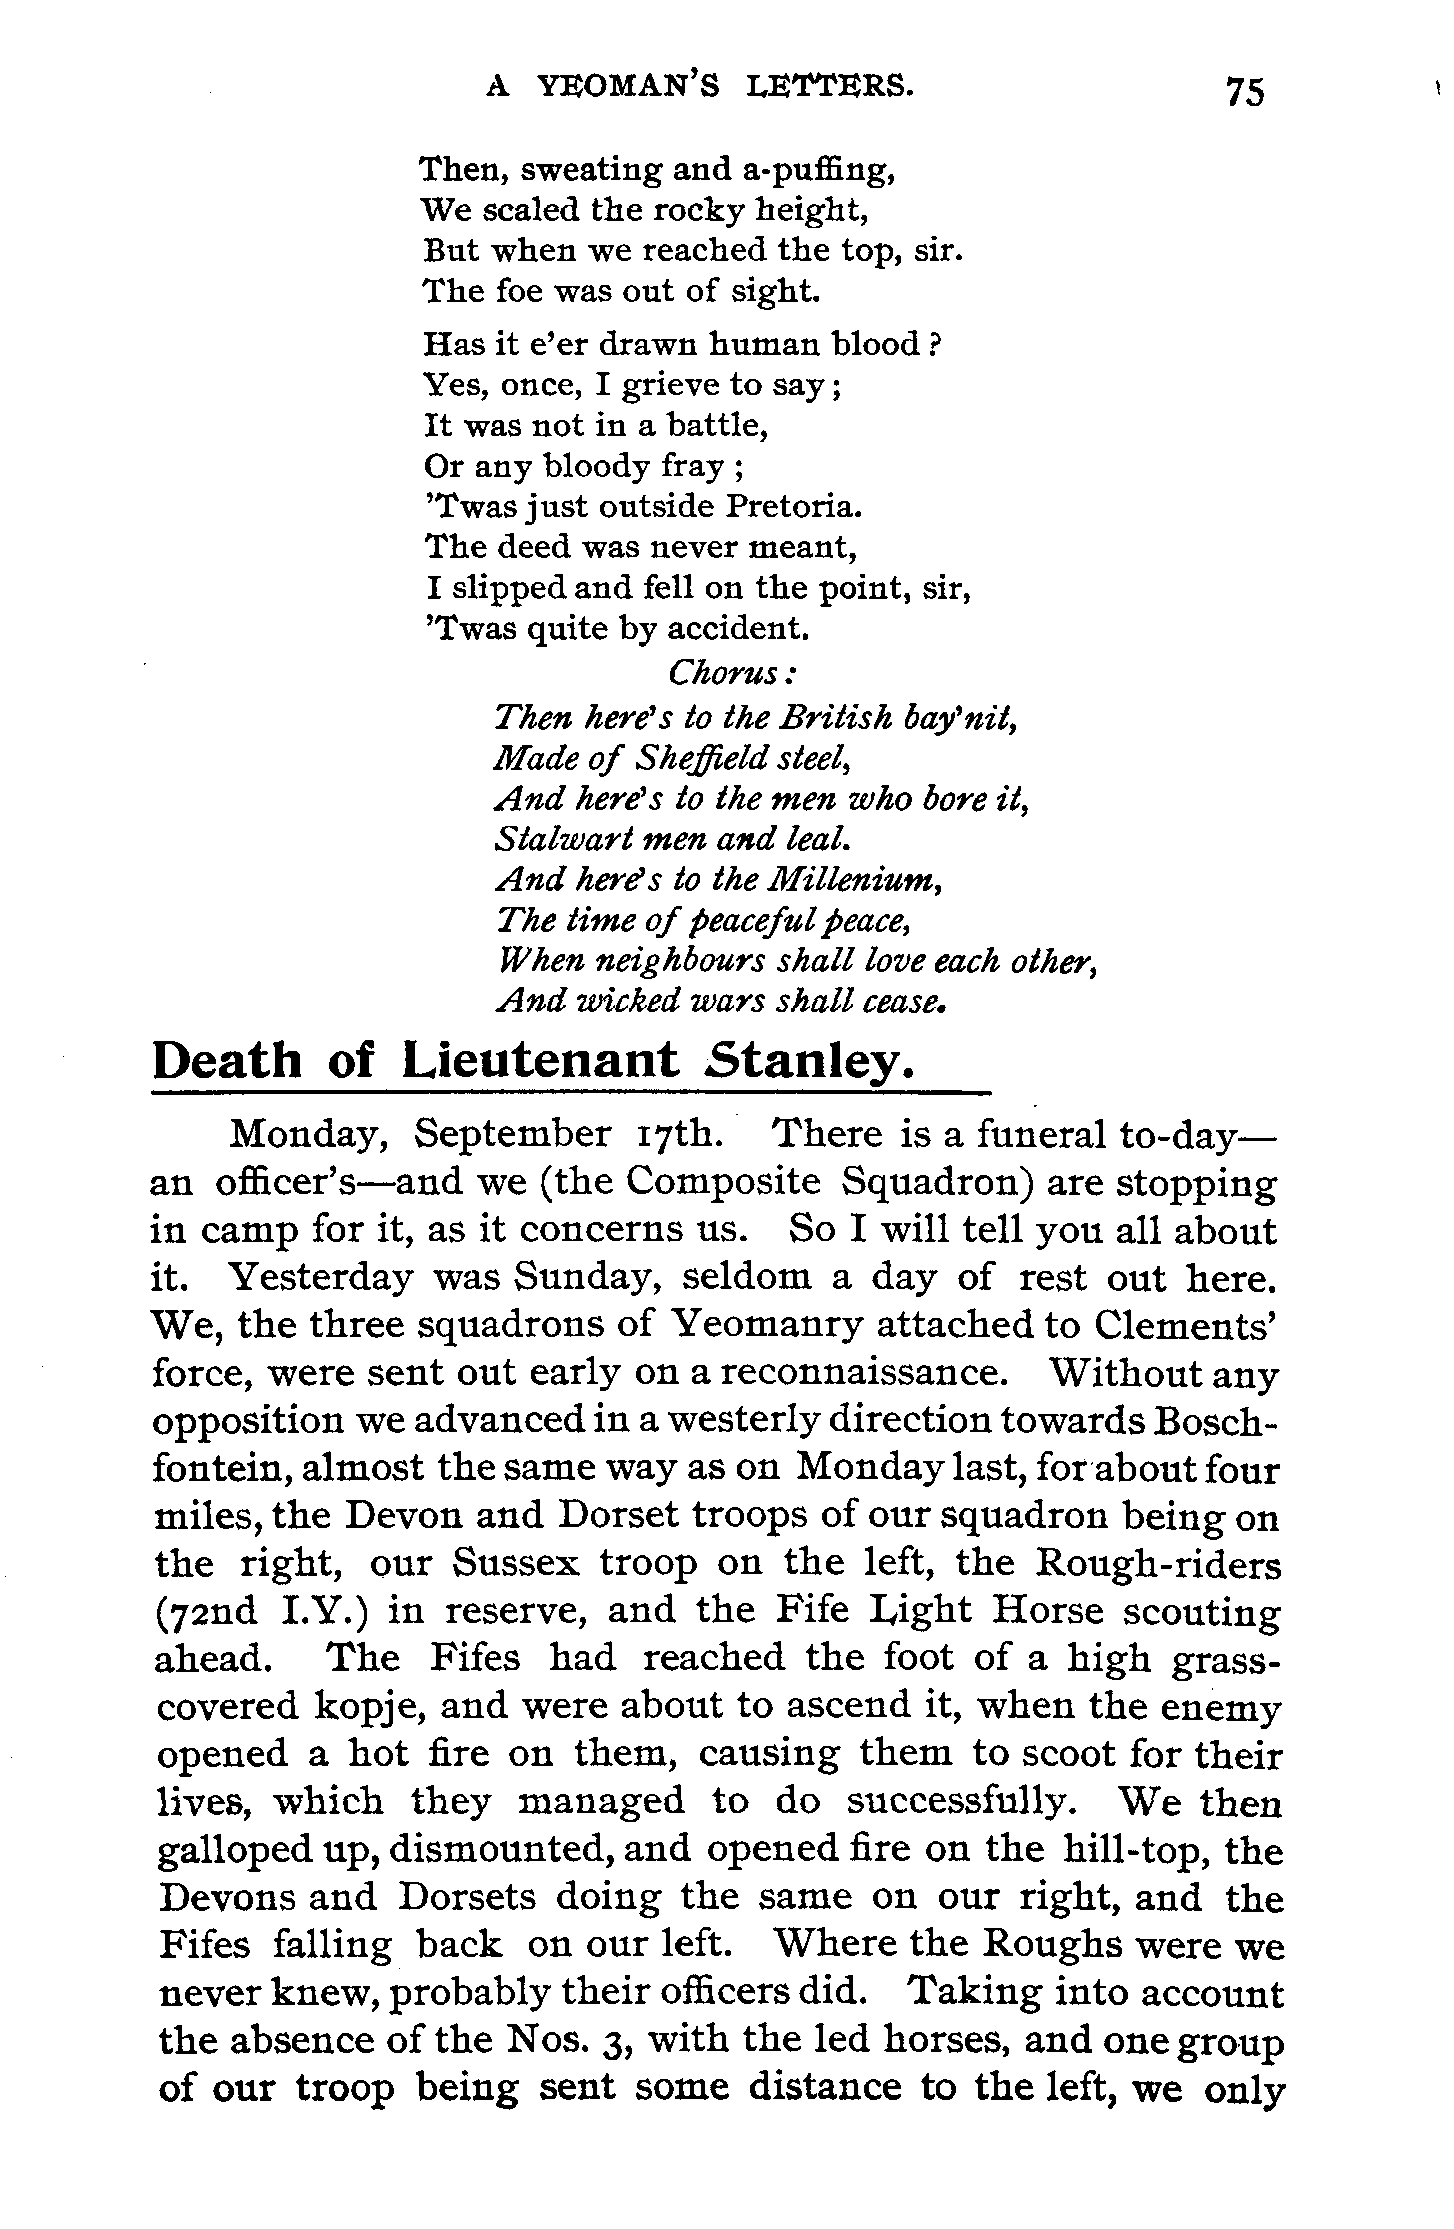 A YEOMAN'S LETTERS. 75
Then, sweating and a-puffing,
We scaled the rocky height,
But when we reached the top, sir.
The foe was out of sight.
Has it e'er drawn human blood ?
Yes, once, I grieve to say ;
It was not in a battle,
Or any bloody fray ;
'Twas just outside Pretoria.
The deed was never meant,
I slipped and fell on the point, sir,
'Twas quite by accident.
Chorus :
Then here's to the British bay'nit,
Made of Sheffield steel,
And here's to the men who bore it,
Stalwart men and leal.
And here's to the Millenium,
The time of peaceful peace,
When neighbours shall love each other,
And wicked wars shall cease.
Death of Lieutenant Stanley.
Monday, September 17th. There is a funeral to-day—
an officer's—and we (the Composite Squadron) are stopping
in camp for it, as it concerns us. So I will tell you all about
it. Yesterday was Sunday, seldom a day of rest out here.
We, the three squadrons of Yeomanry attached to Clements'
force, were sent out early on a reconnaissance. Without any
opposition we advanced in a westerly direction towards Bosch-
fontein, almost the same way as on Monday last, for about four
miles, the Devon and Dorset troops of our squadron being on
the right, our Sussex troop on the left, the Rough-riders
(72nd I.Y.) in reserve, and the Fife Light Horse scouting
ahead. The Fifes had reached the foot of a high grass-
covered kopje, and were about to ascend it, when the enemy
opened a hot fire on them, causing them to scoot for their
lives, which they managed to do successfully. We then
galloped up, dismounted, and opened fire on the hill-top, the
Devons and Dorsets doing the same on our right, and the
Fifes falling back on our left. Where the Roughs were we
never knew, probably their officers did. Taking into account
the absence of the Nos. 3, with the led horses, and one group
of our troop being sent some distance to the left, we only